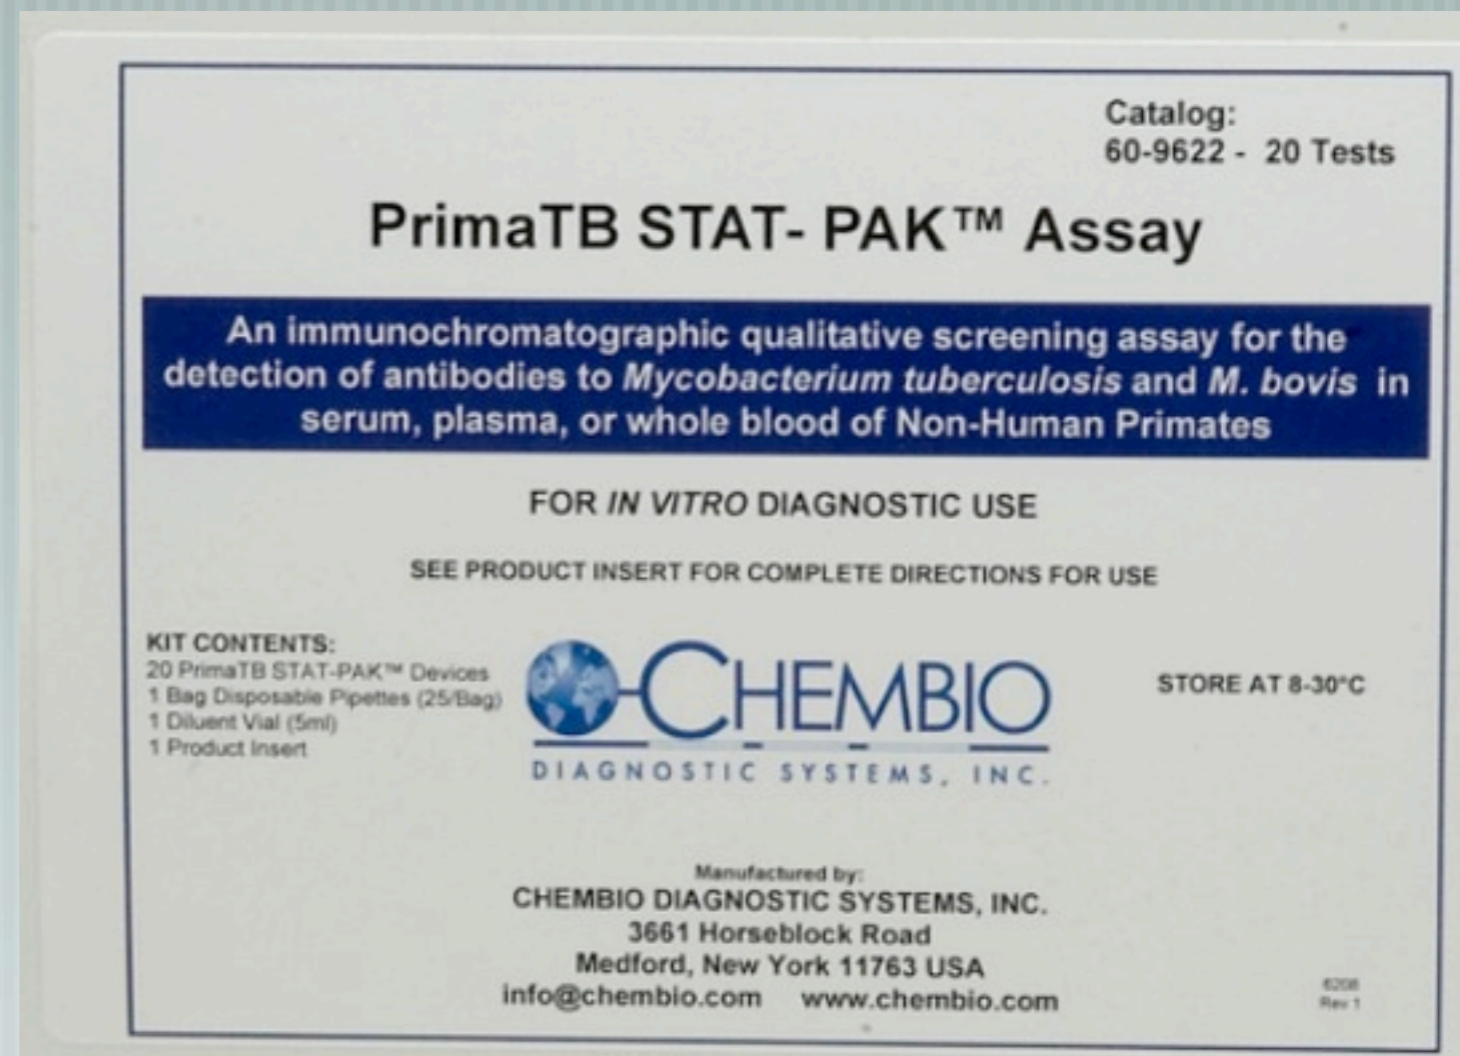 Catalog:
60-9622 - 20 Tests
PrimaTB STAT- PAK™ Assay
An immunochromatographic qualitative screening assay for the
detection of antibodies to Mycobacterium tuberculosis and M. bovis in
serum, plasma, or whole blood of Non-Human Primates
FOR IN VITRO DIAGNOSTIC USE
SEE PRODUCT INSERT FOR COMPLETE DIRECTIONS FOR USE
KIT CONTENTS:
20 PrimaTB STAT-PAK™ Devices
1 Bag Disposable Pipettes (25/Bag)
1 Diluent Vial (5ml)
1 Product Insert
CHEMBIO
DIAGNOSTIC SYSTEMS, INC.
STORE AT 8-30°C
Manufactured by:
CHEMBIO DIAGNOSTIC SYSTEMS, INC.
3661 Horseblock Road
Medford, New York 11763 USA
info@chembio.com www.chembio.com
Rev 1